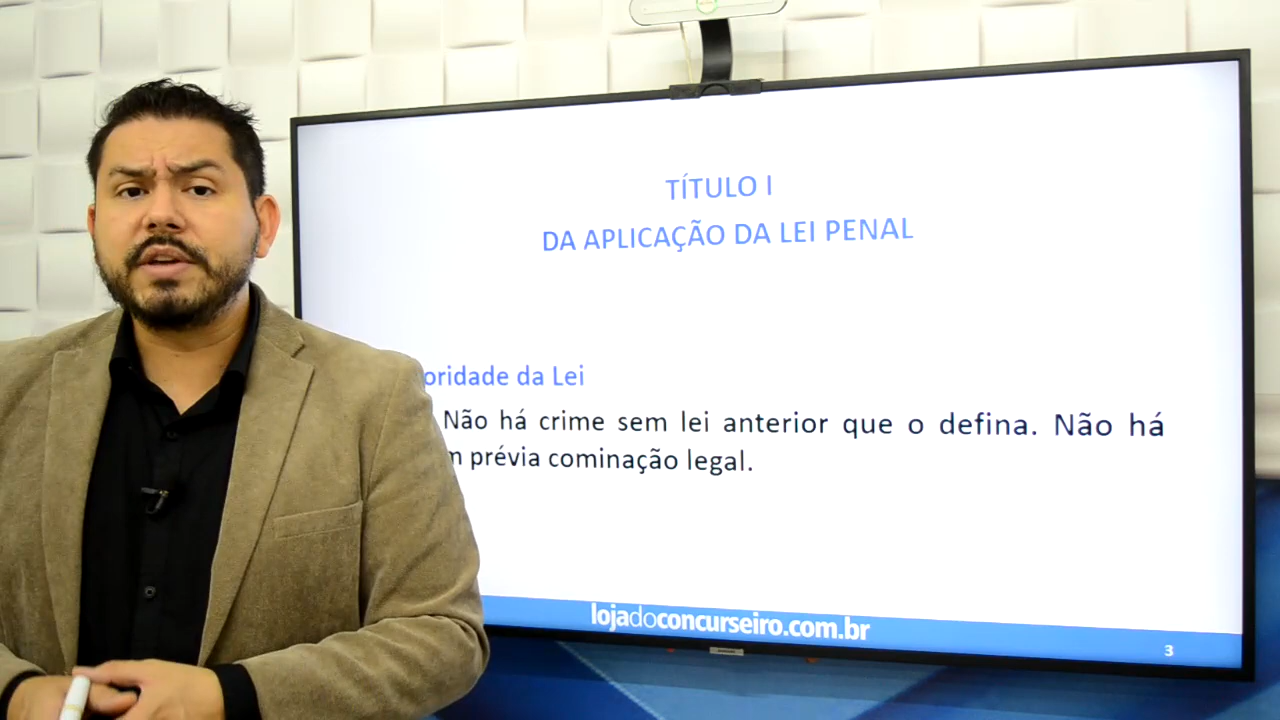 TÍTULO I
DA APLICAÇÃO DA LEI PENAL
da Lei
Não há crime sem lei anterior que o defina. Não há
prévia cominação legal.
lojadoconcurseiro.com.br
3